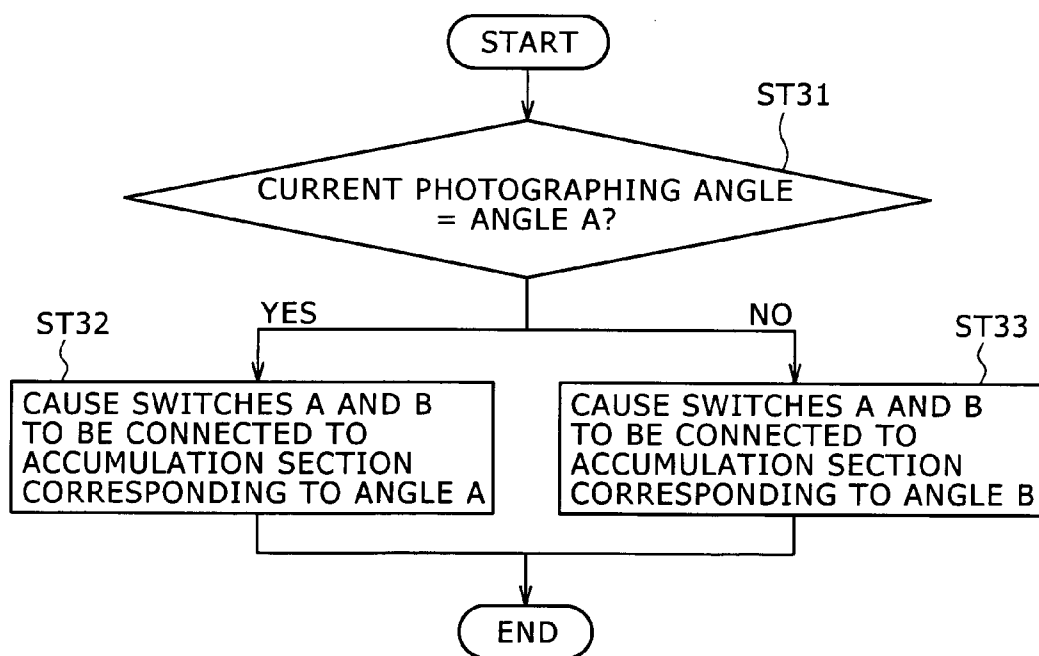 START
ST31
CURRENT PHOTOGRAPHING ANGLE
= ANGLE A?
YES
NO
ST32
ST33
CAUSE SWITCHES A AND B
TO BE CONNECTED TO
ACCUMULATION SECTION
CORRESPONDING TO ANGLE A
CAUSE SWITCHES A AND B
TO BE CONNECTED TO
ACCUMULATION SECTION
CORRESPONDING TO ANGLE B
END